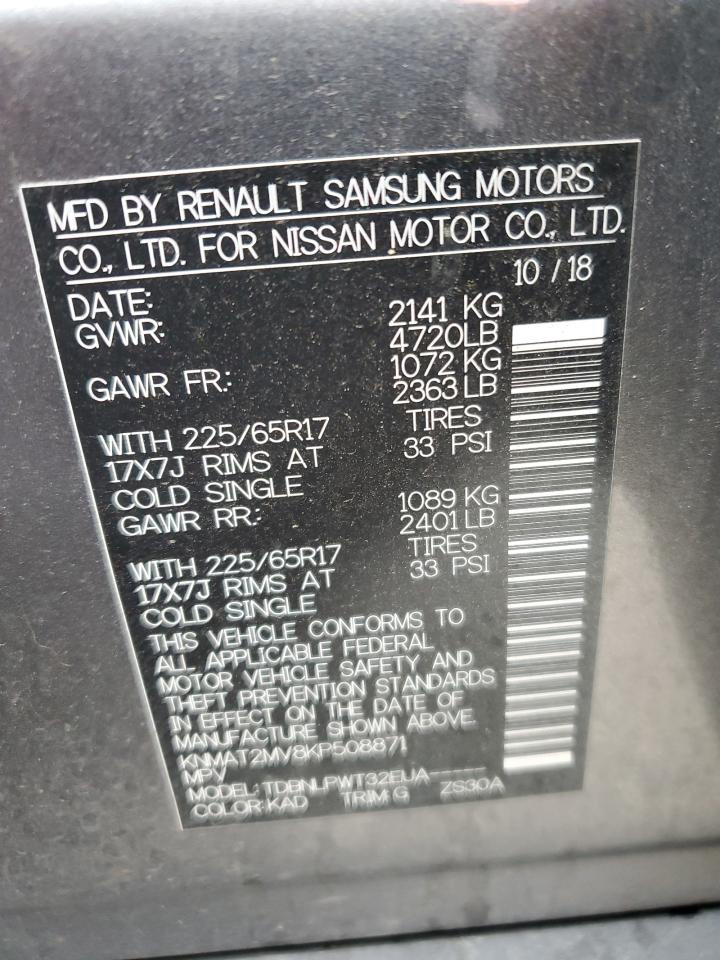 MFD BY RENAULT SAMSUNG MOTORS
CO., LTD. FOR NISSAN MOTOR CO., LTD.
DATE: 10 / 18
GVWR: 2141 KG
4720LB
GAWR FR: 1072 KG
2363 LB
WITH 225/65R17 TIRES
17X7J RIMS AT 33 PSI
COLD SINGLE
GAWR RR: 1089 KG
2401 LB
WITH 225/65R17 TIRES
17X7J RIMS AT 33 PSI
COLD SINGLE
THIS VEHICLE CONFORMS TO
ALL APPLICABLE FEDERAL
MOTOR VEHICLE SAFETY AND
THEFT PREVENTION STANDARDS
IN EFFECT ON THE DATE OF
MANUFACTURE SHOWN ABOVE.
KNMAT2MV8KP508871
MPV
MODEL: TDBNLPWT32EUA----- ZS30A
COLOR: KAD TRIM: G